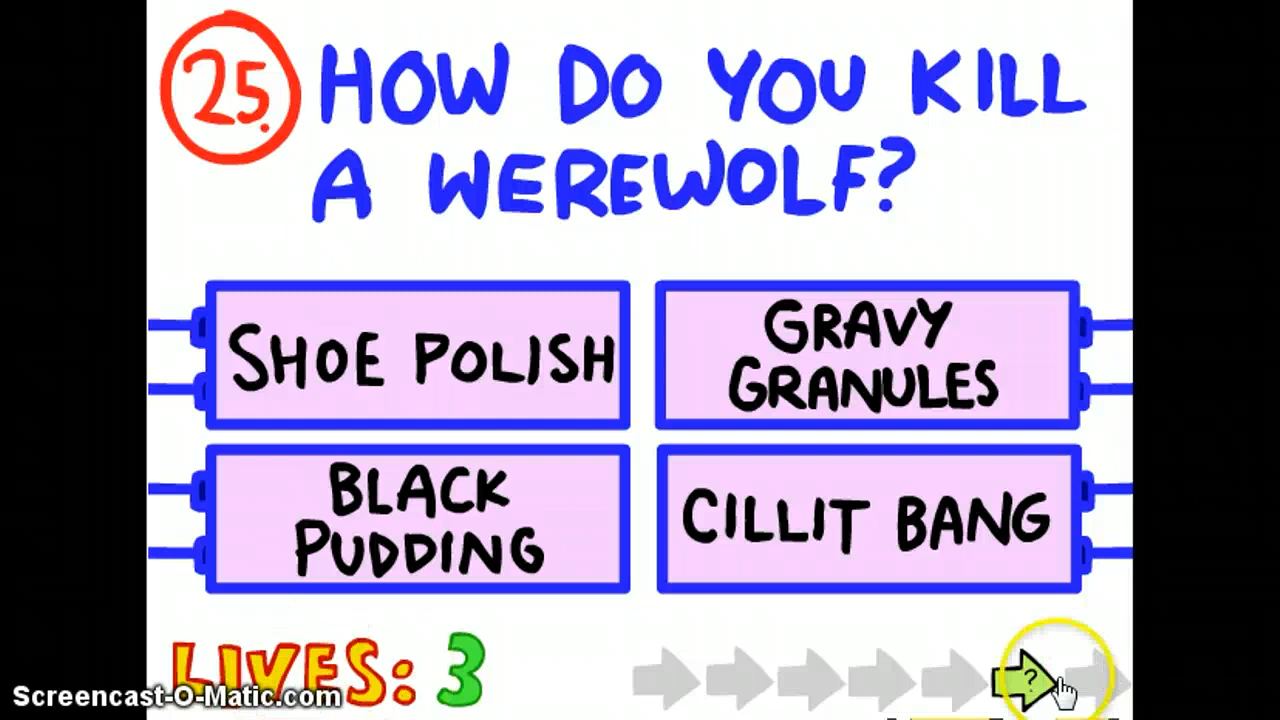 25. HOW DO YOU KILL
A WEREWOLF?
SHOE POLISH
GRAVY
GRANULES
BLACK
PUDDING
CILLIT BANG
LIVES: 3
?
Screencast-O-Matic.com